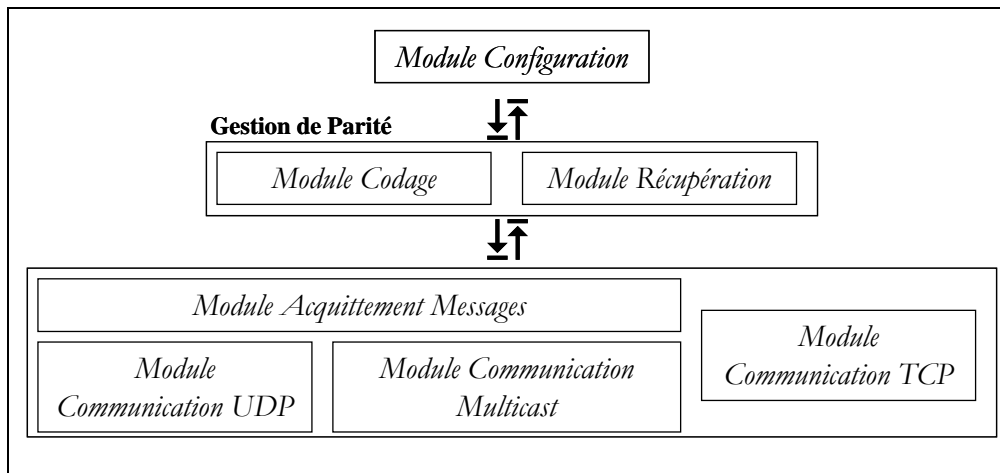 Module Configuration
Gestion de Parité
Module Codage
Module Récupération
Module Acquittement Messages
Module
Communication UDP
Module Communication
Multicast
Module
Communication TCP